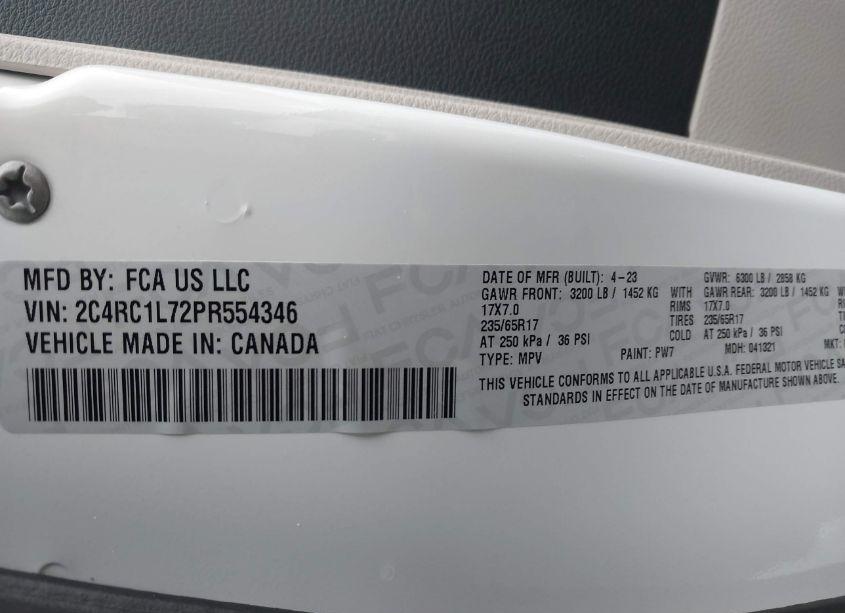 MFD BY: FCA US LLC
VIN: 2C4RC1L72PR554346
VEHICLE MADE IN: CANADA
DATE OF MFR (BUILT): 4-23 GVWR: 6300 LB / 2858 KG
GAWR FRONT: 3200 LB / 1452 KG WITH GAWR REAR: 3200 LB / 1452 KG
17X7.0 RIMS 17X7.0
235/65R17 TIRES 235/65R17
AT 250 kPa / 36 PSI COLD AT 250 kPa / 36 PSI
TYPE: MPV PAINT: PW7 MDH: 041321 MKT:
THIS VEHICLE CONFORMS TO ALL APPLICABLE U.S.A. FEDERAL MOTOR VEHICLE
STANDARDS IN EFFECT ON THE DATE OF MANUFACTURE SHOWN ABOVE.